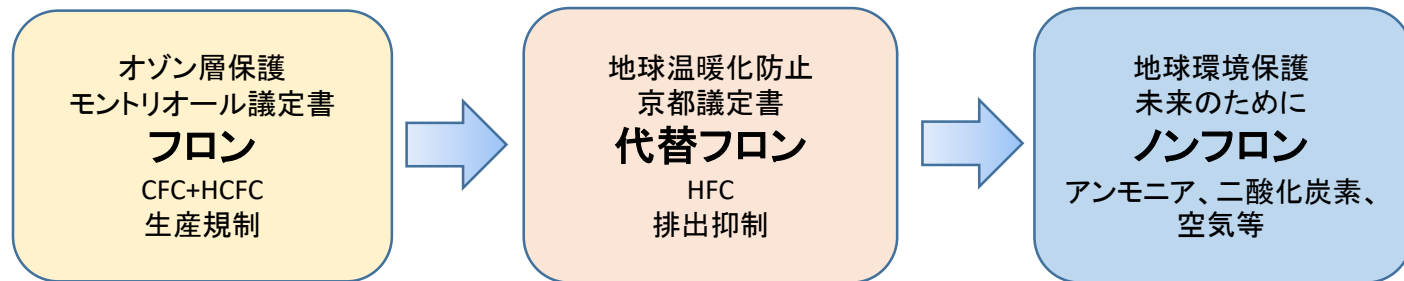 オゾン層保護
モントリオール議定書
フロン
CFC+HCFC
生産規制
地球温暖化防止
京都議定書
代替フロン
HFC
排出抑制
地球環境保護
未来のために
ノンフロン
アンモニア、二酸化炭素、
空気等